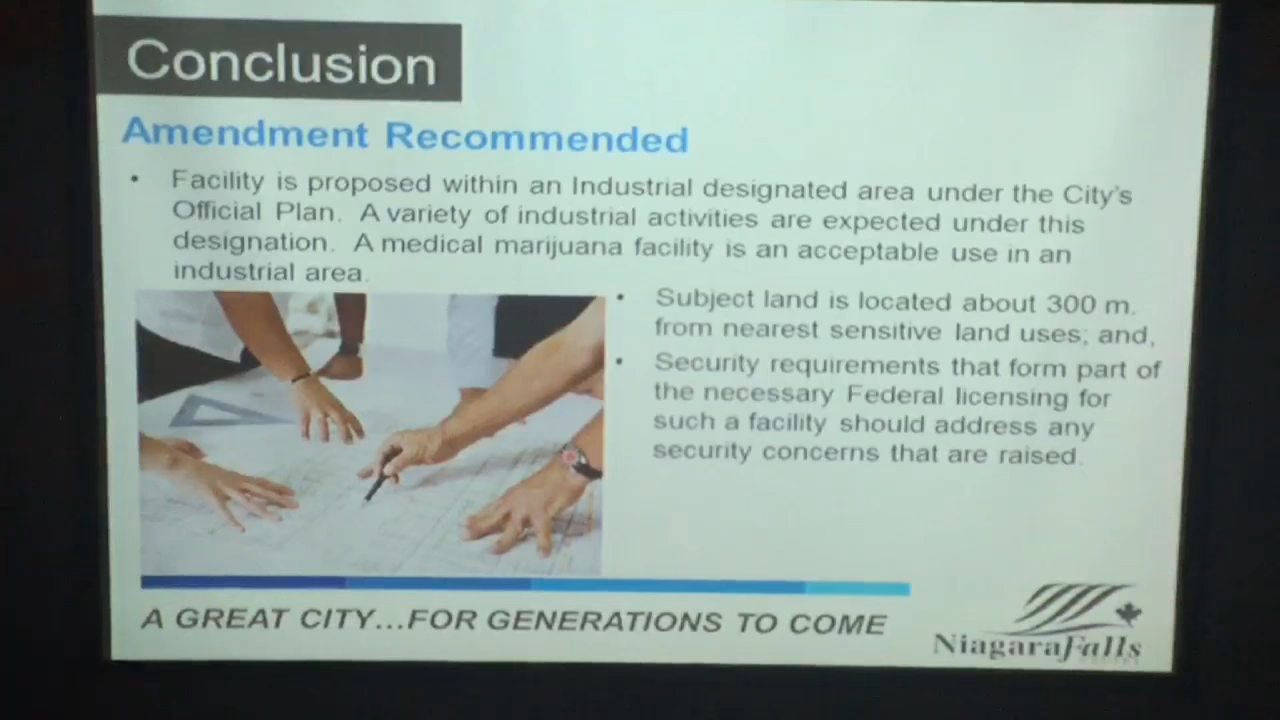 Conclusion
Amendment Recommended
• Facility is proposed within an Industrial designated area under the City's
Official Plan. A variety of industrial activities are expected under this
designation. A medical marijuana facility is an acceptable use in an
industrial area.
• Subject land is located about 300 m.
from nearest sensitive land uses; and,
• Security requirements that form part of
the necessary Federal licensing for
such a facility should address any
security concerns that are raised.
A GREAT CITY...FOR GENERATIONS TO COME
NiagaraFalls